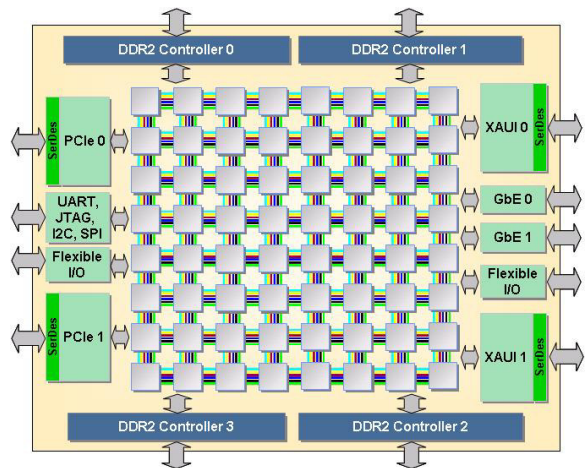 DDR2 Controller 0
DDR2 Controller 1
SerDes
PCIe 0
XAUI 0
SerDes
UART,
JTAG,
I2C, SPI
GbE 0
GbE 1
Flexible
I/O
Flexible
I/O
SerDes
PCIe 1
XAUI 1
SerDes
DDR2 Controller 3
DDR2 Controller 2